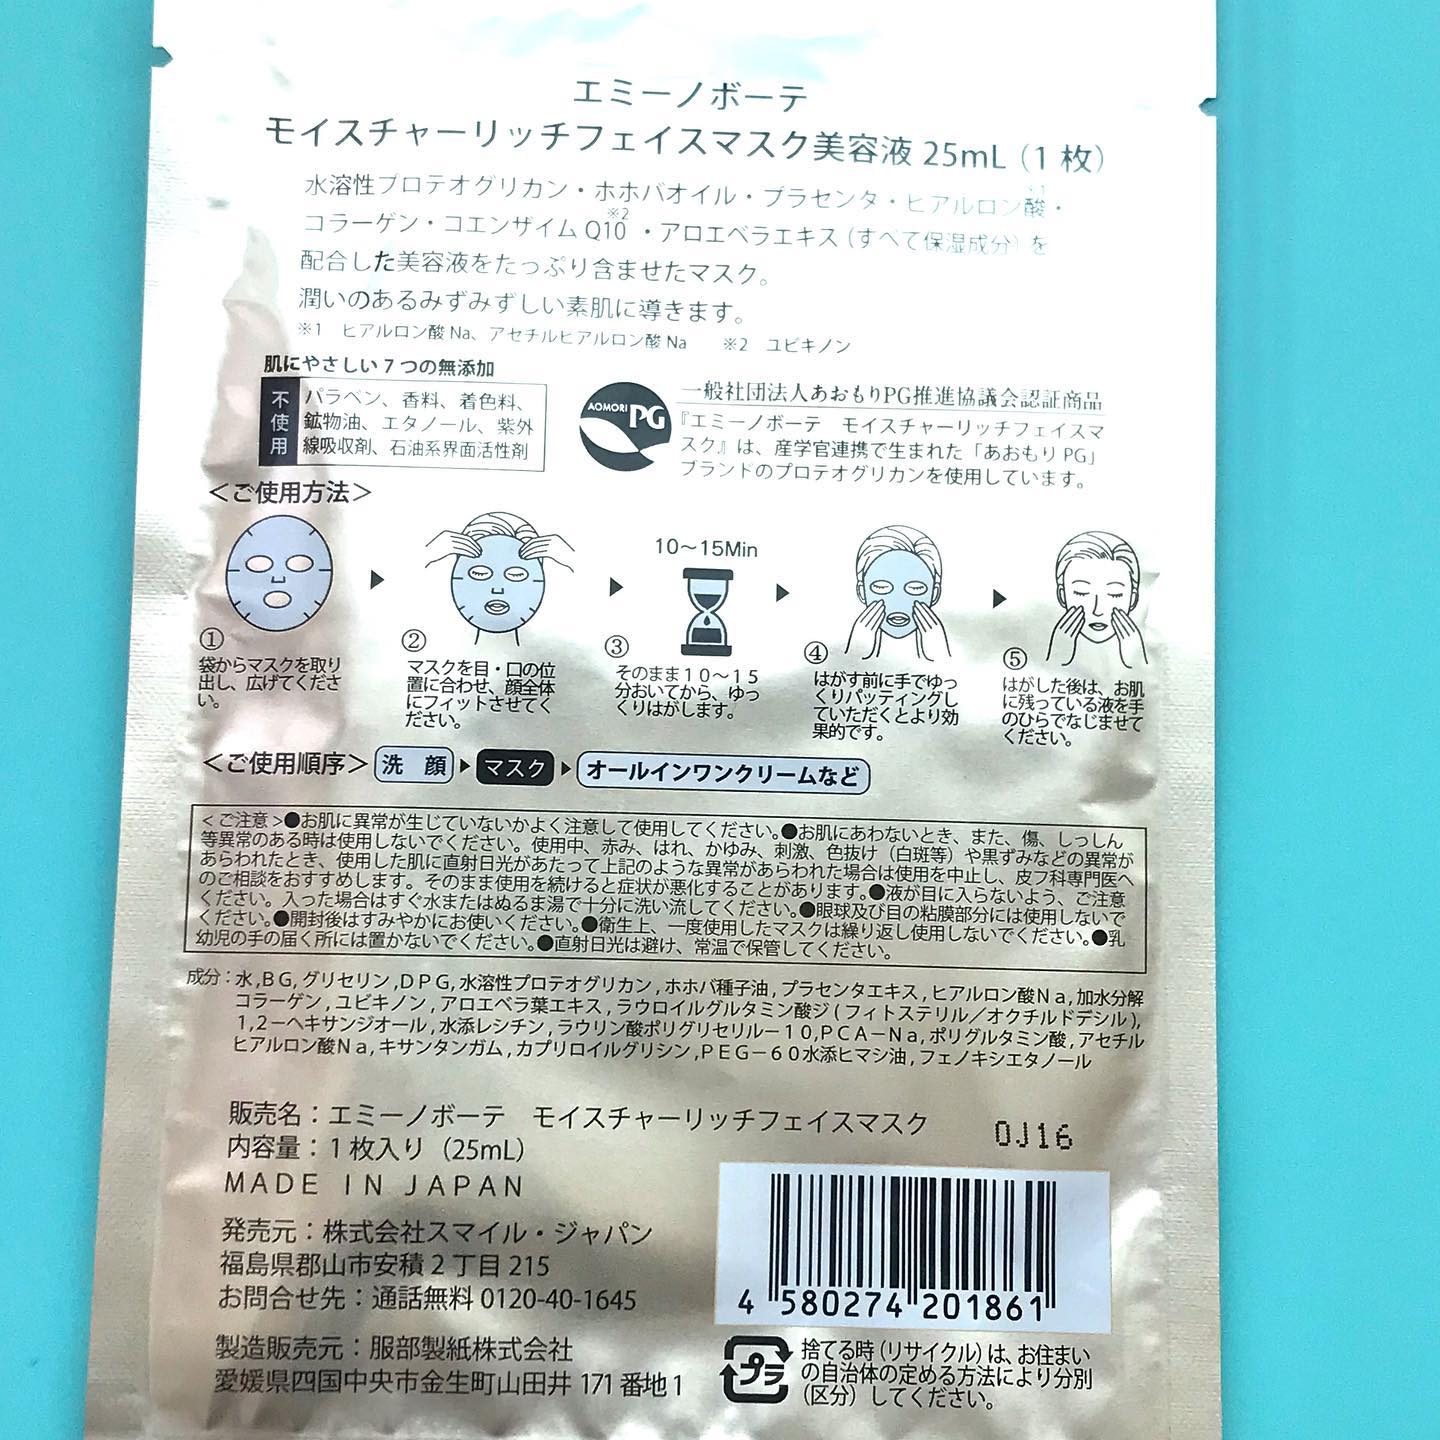 エミーノボーテ
モイスチャーリッチフェイスマスク美容液 25mL（1 枚）
水溶性プロテオグリカン・ホホバオイル・プラセンタ・ヒアルロン酸※1・
コラーゲン・コエンザイム Q10※2・アロエベラエキス（すべて保湿成分）を
配合した美容液をたっぷり含ませたマスク。
潤いのあるみずみずしい素肌に導きます。
※1　ヒアルロン酸 Na、アセチルヒアルロン酸 Na　※2　ユビキノン
肌にやさしい 7 つの無添加
不使用
パラベン、香料、着色料、
鉱物油、エタノール、紫外
線吸収剤、石油系界面活性剤
AOMORI PG
一般社団法人あおもりPG推進協議会認証商品
『エミーノボーテ　モイスチャーリッチフェイスマ
スク』は、産学官連携で生まれた「あおもり PG」
ブランドのプロテオグリカンを使用しています。
＜ご使用方法＞
10～15Min
①
袋からマスクを取り
出し、広げてくださ
い。
②
マスクを目・口の位
置に合わせ、顔全体
にフィットさせてく
ださい。
③
そのまま１０～１５
分おいてから、ゆっ
くりはがします。
④
はがす前に手でゆっ
くりパッティングし
ていただくとより効
果的です。
⑤
はがした後は、お肌
に残っている液を手
のひらでなじませて
ください。
＜ご使用順序＞ 洗　顔 ▶ マスク ▶ オールインワンクリームなど
＜ご注意＞●お肌に異常が生じていないかよく注意して使用してください。●お肌にあわないとき、また、傷、しっしん
等異常のある時は使用しないでください。使用中、赤み、はれ、かゆみ、刺激、色抜け（白斑等）や黒ずみなどの異常が
あらわれたとき、使用した肌に直射日光があたって上記のような異常があらわれた場合は使用を中止し、皮フ科専門医へ
のご相談をおすすめします。そのまま使用を続けると症状が悪化することがあります。●液が目に入らないよう、ご注意
ください。入った場合はすぐ水またはぬるま湯で十分に洗い流してください。●眼球及び目の粘膜部分には使用しないで
ください。●開封後はすみやかにお使いください。●衛生上、一度使用したマスクは繰り返し使用しないでください。●乳
幼児の手の届く所には置かないでください。●直射日光は避け、常温で保管してください。
成分：水,ＢＧ,グリセリン,ＤＰＧ,水溶性プロテオグリカン,ホホバ種子油,プラセンタエキス,ヒアルロン酸Ｎａ,加水分解
コラーゲン,ユビキノン,アロエベラ葉エキス,ラウロイルグルタミン酸ジ(フィトステリル／オクチルドデシル),
１,２－ヘキサンジオール,水添レシチン,ラウリン酸ポリグリセリル－１０,ＰＣＡ－Ｎａ,ポリグルタミン酸,アセチル
ヒアルロン酸Ｎａ,キサンタンガム,カプリロイルグリシン,ＰＥＧ－６０水添ヒマシ油,フェノキシエタノール
販売名：エミーノボーテ　モイスチャーリッチフェイスマスク
0J16
内容量：1 枚入り（25mL）
MADE IN JAPAN
発売元：株式会社スマイル・ジャパン
福島県郡山市安積 2 丁目 215
お問合せ先：通話無料 0120-40-1645
4 580274 201861
製造販売元：服部製紙株式会社
愛媛県四国中央市金生町山田井 171 番地 1
プラ
捨てる時（リサイクル）は、お住まい
の自治体の定める方法により分別
（区分）してください。